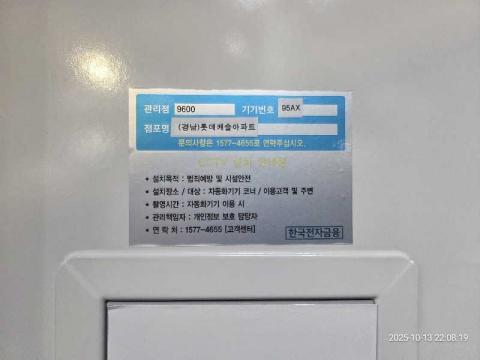 관리점 9600 기기번호 95AX
점포명 (경남)롯데캐슬아파트
문의사항은 1577-4655로 연락주십시오.
CCTV 설치 안내문
• 설치목적 : 범죄예방 및 시설안전
• 설치장소 / 대상 : 자동화기기 코너 / 이용고객 및 주변
• 촬영시간 : 자동화기기 이용 시
• 관리책임자 : 개인정보 보호 담당자
• 연 락 처 : 1577-4655 [고객센터]
한국전자금융
2025-10-13 22:08:19